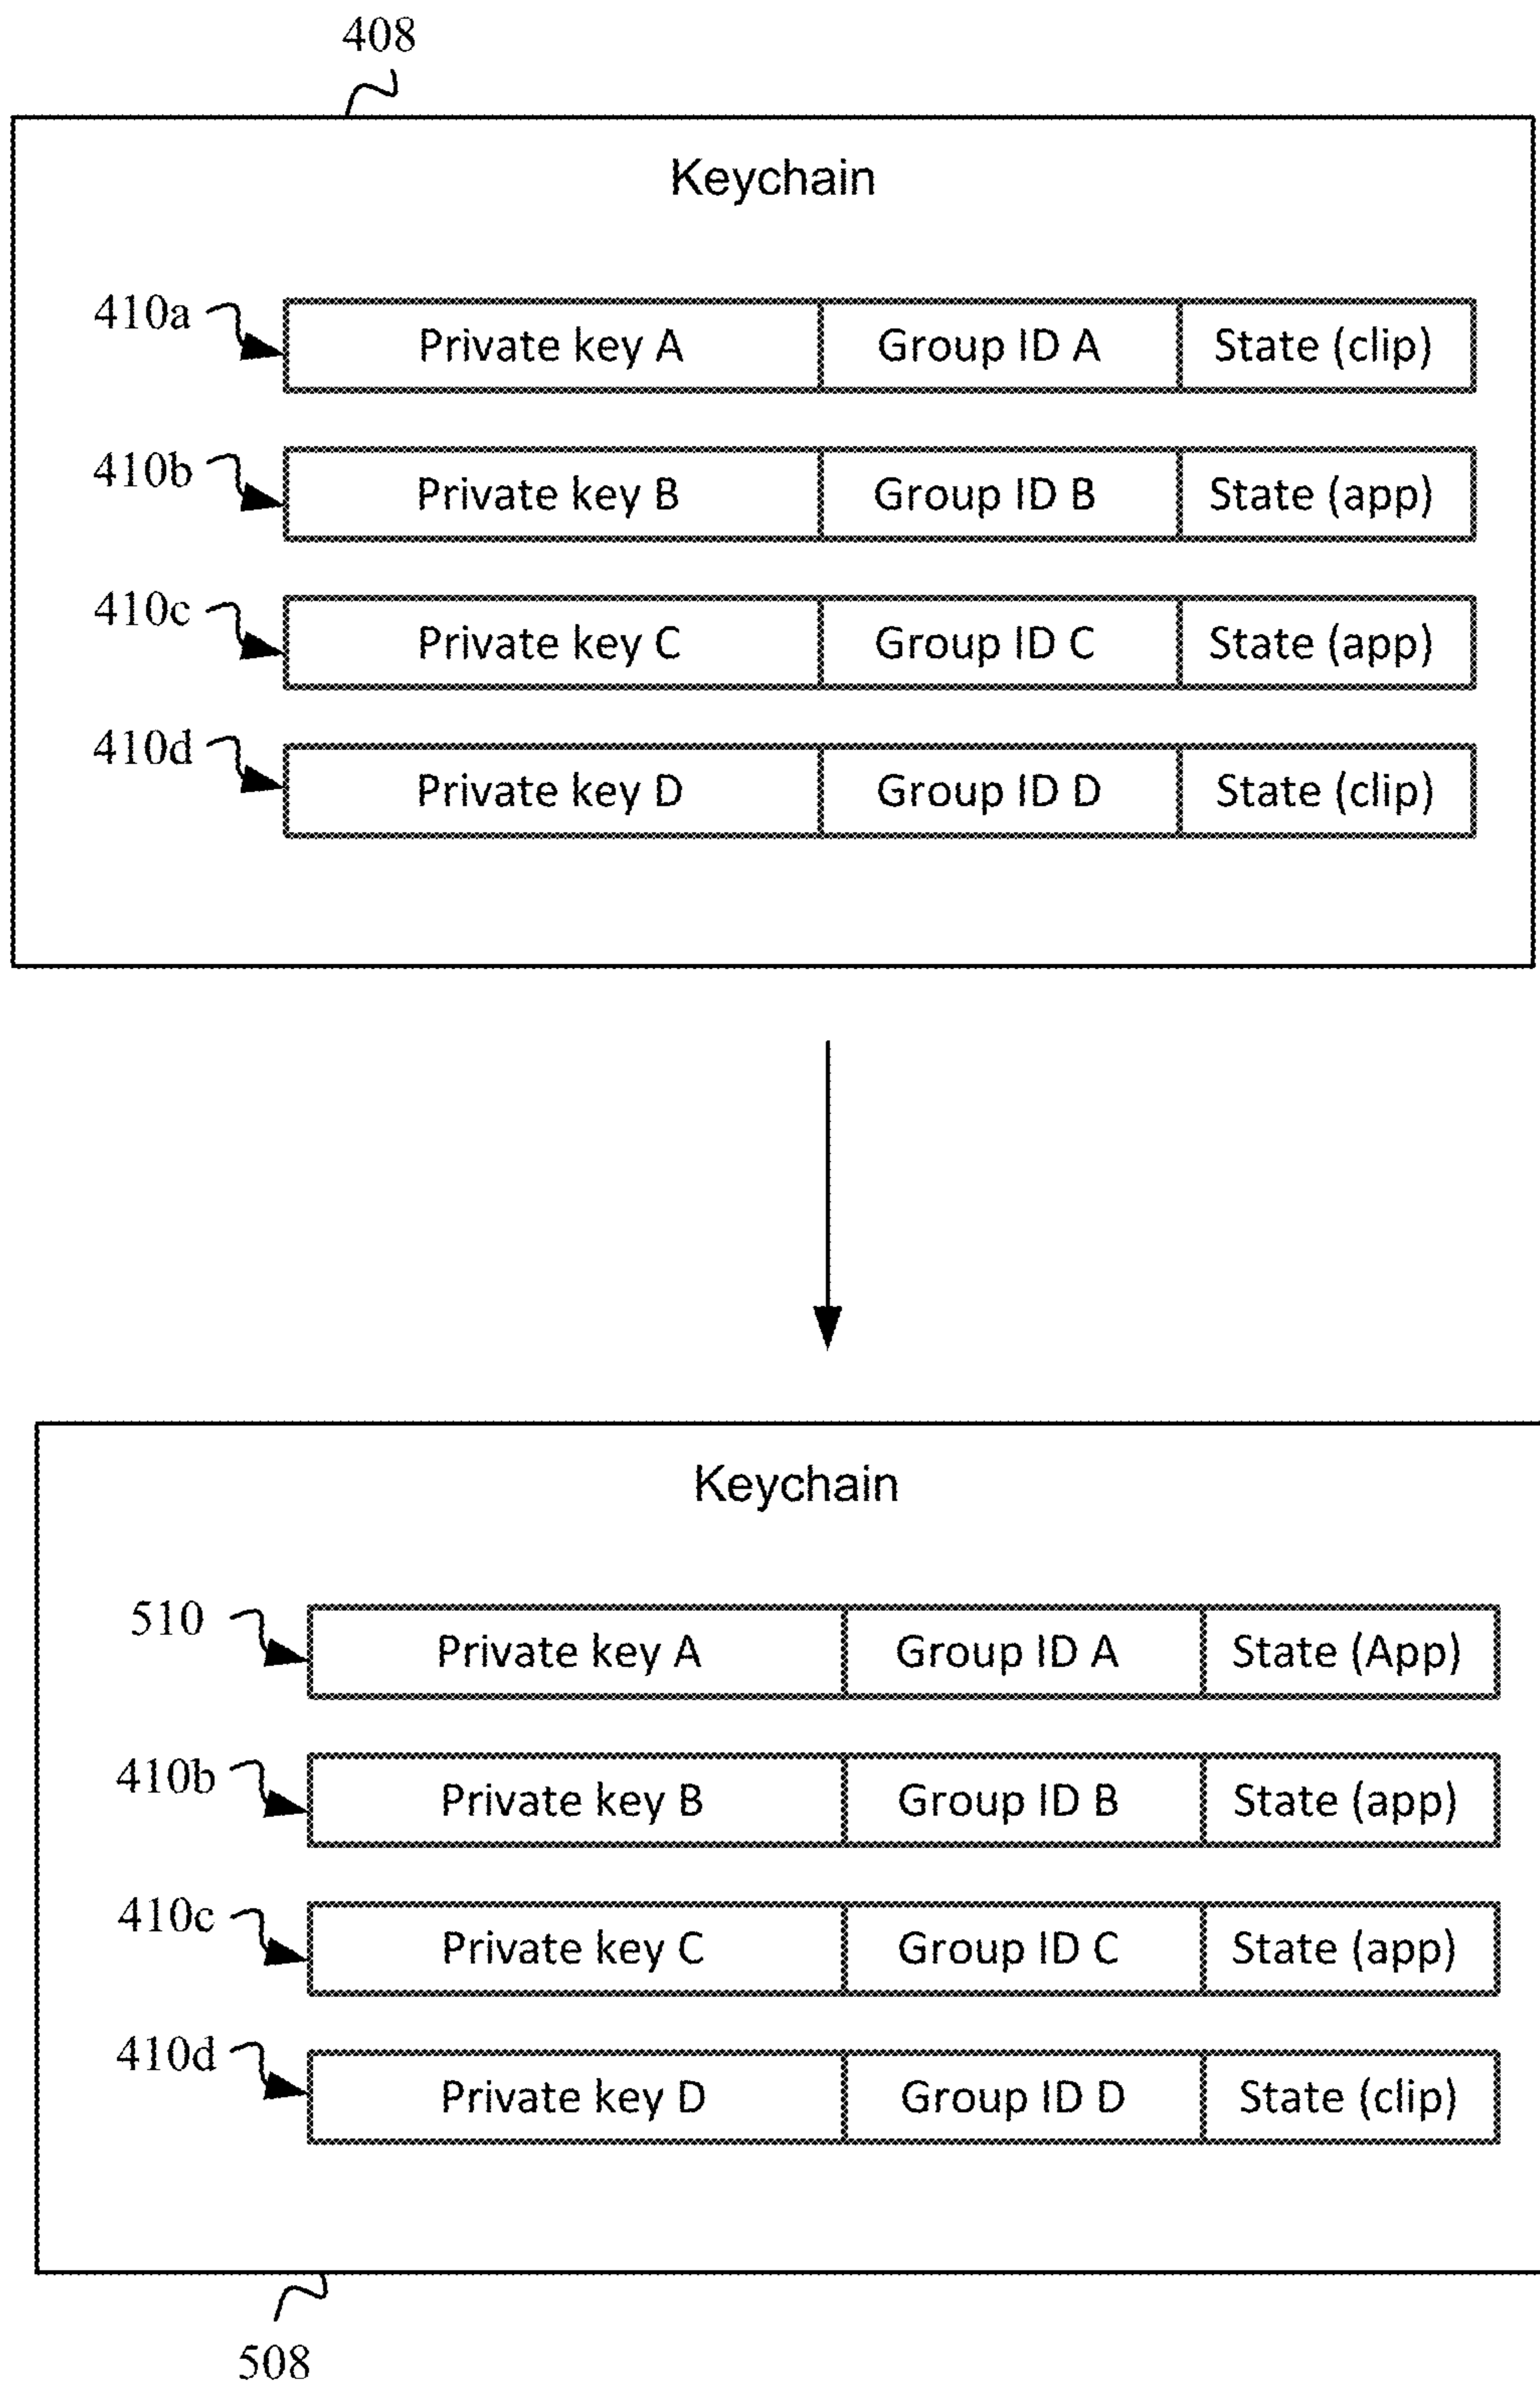 408
Keychain
410a Private key A Group ID A State (clip)
410b Private key B Group ID B State (app)
410c Private key C Group ID C State (app)
410d Private key D Group ID D State (clip)
Keychain
510 Private key A Group ID A State (App)
410b Private key B Group ID B State (app)
410c Private key C Group ID C State (app)
410d Private key D Group ID D State (clip)
508